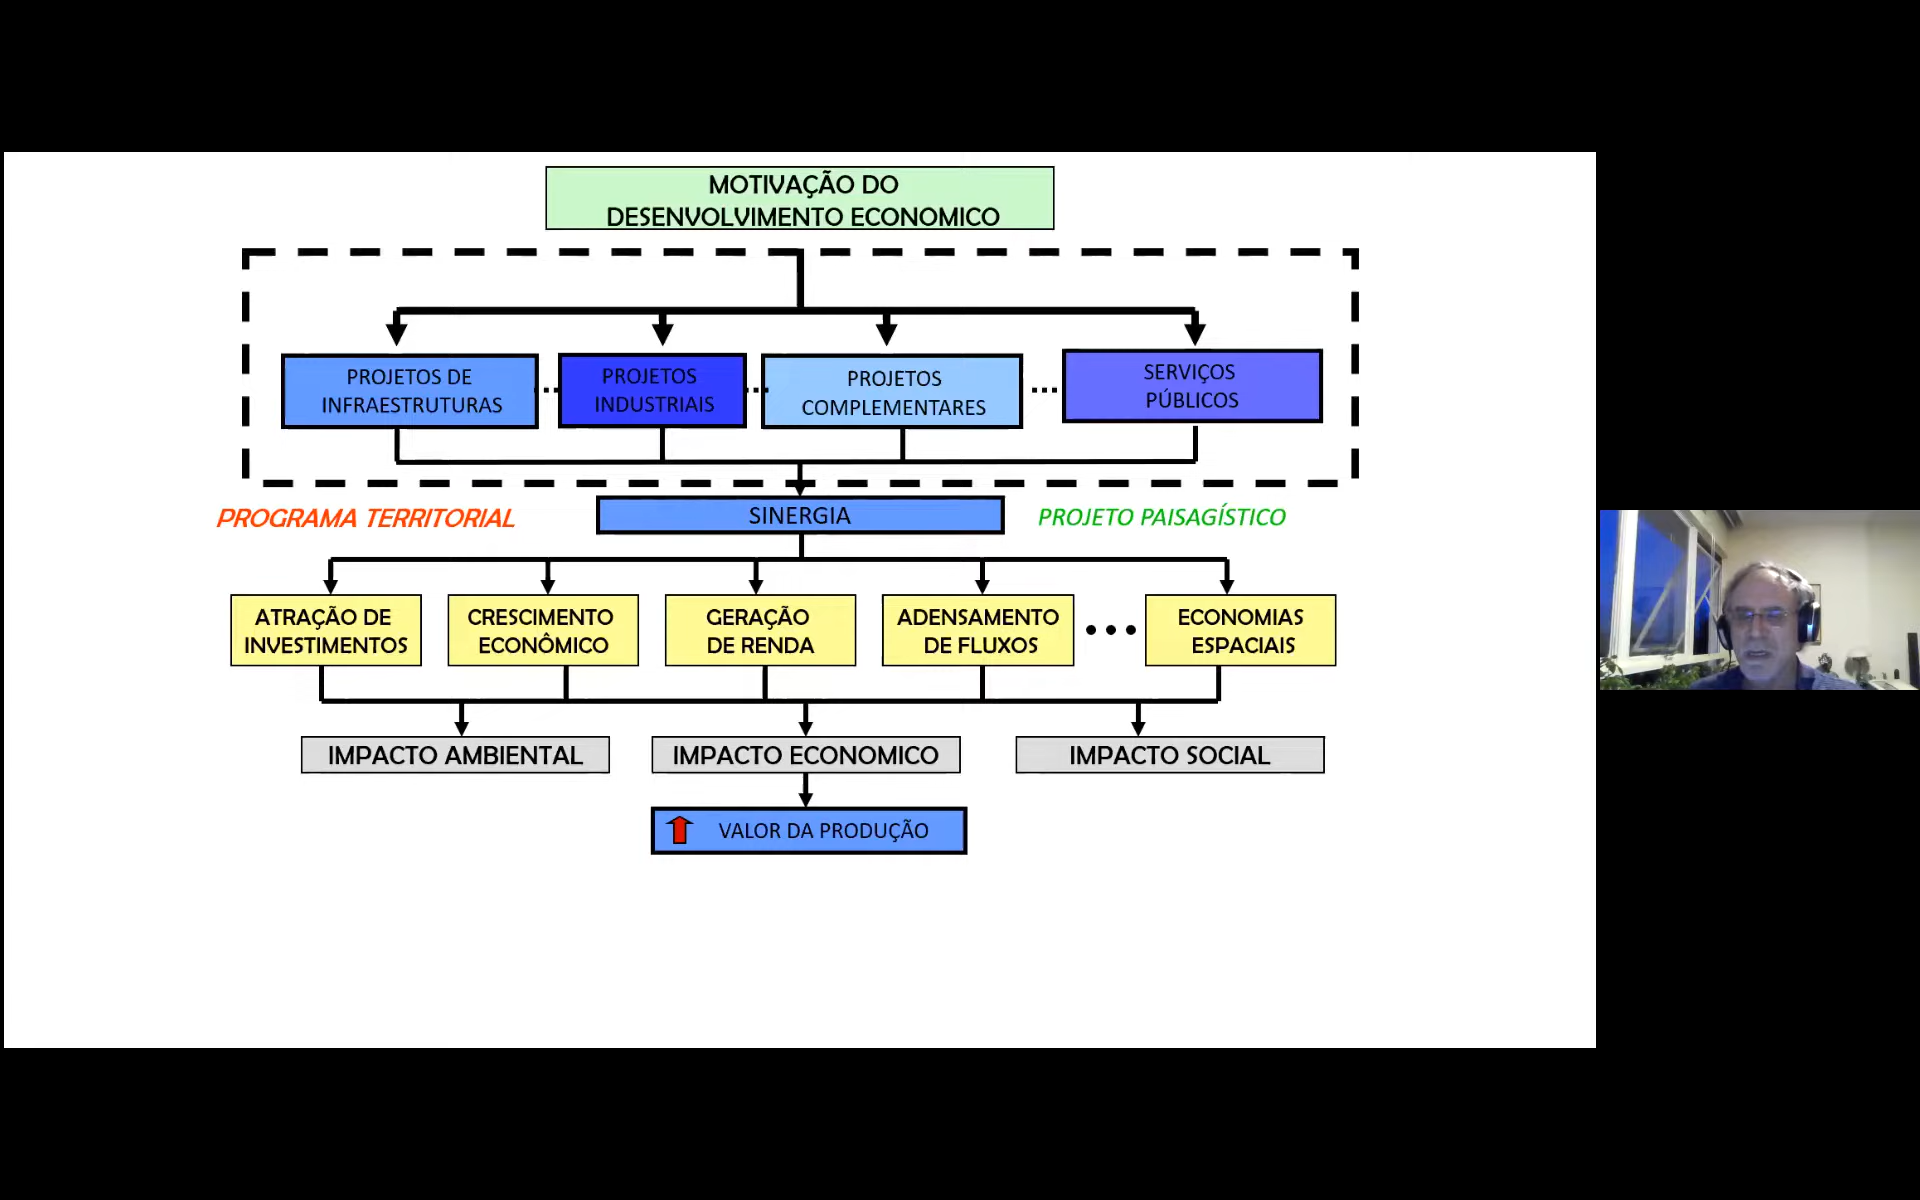 MOTIVAÇÃO DO
DESENVOLVIMENTO ECONOMICO
PROJETOS DE
INFRAESTRUTURAS
PROJETOS
INDUSTRIAIS
PROJETOS
COMPLEMENTARES
SERVIÇOS
PÚBLICOS
PROGRAMA TERRITORIAL
SINERGIA
PROJETO PAISAGÍSTICO
ATRAÇÃO DE
INVESTIMENTOS
CRESCIMENTO
ECONÔMICO
GERAÇÃO
DE RENDA
ADENSAMENTO
DE FLUXOS
ECONOMIAS
ESPACIAIS
IMPACTO AMBIENTAL
IMPACTO ECONOMICO
IMPACTO SOCIAL
VALOR DA PRODUÇÃO